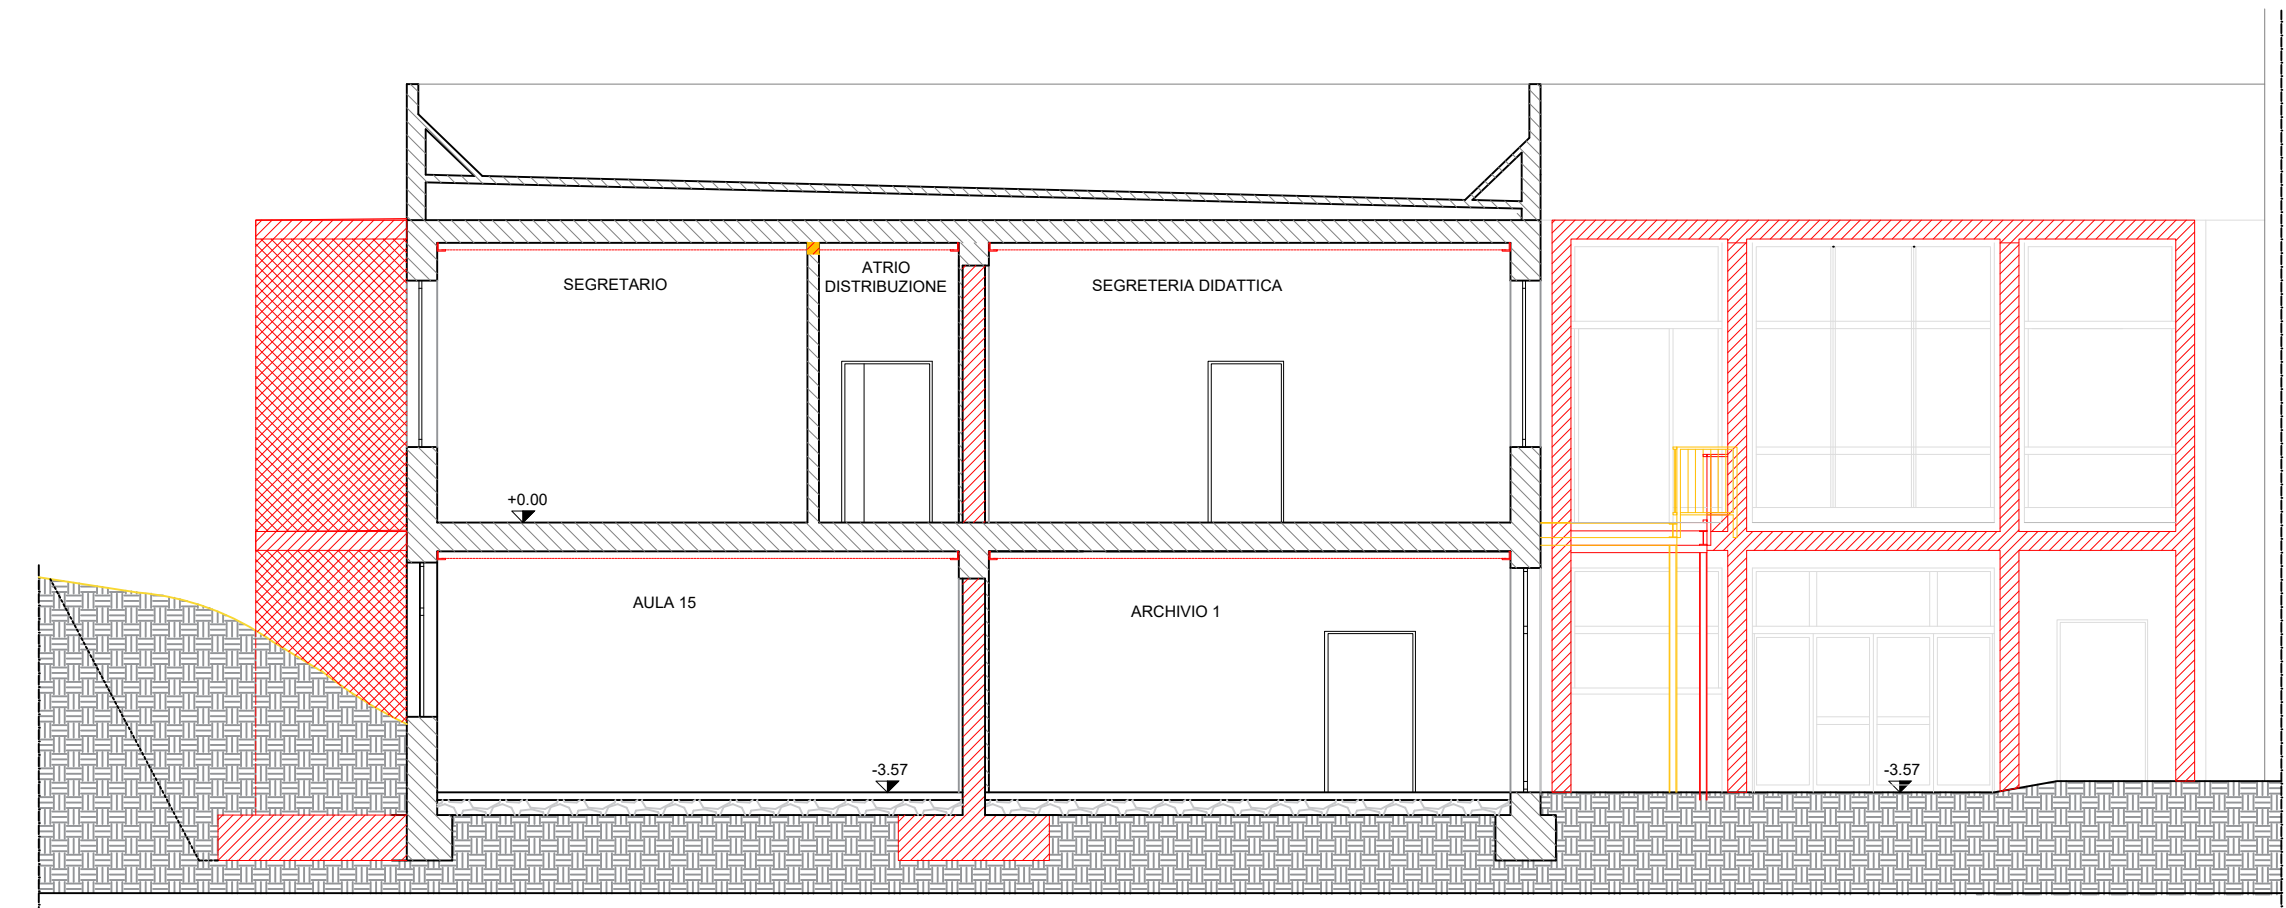 SEGRETARIO
ATRIO
DISTRIBUZIONE
SEGRETERIA DIDATTICA
+0.00
AULA 15
ARCHIVIO 1
-3.57
-3.57